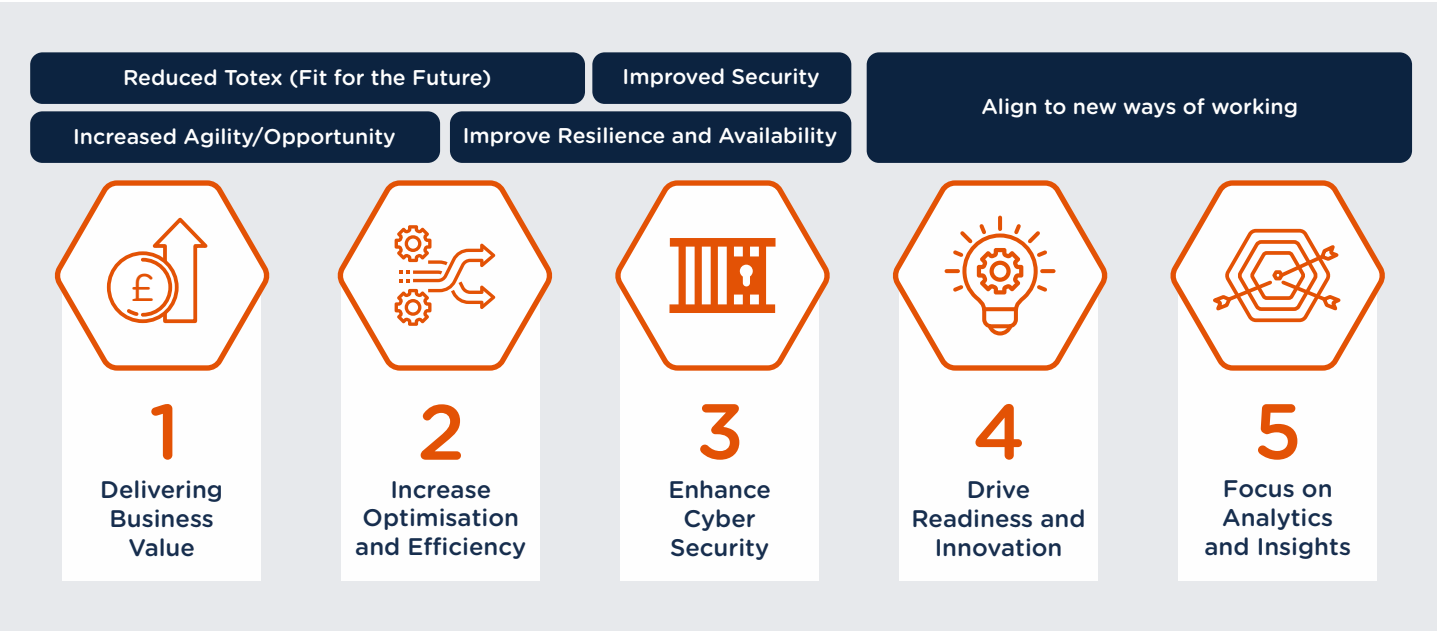 Reduced Totex (Fit for the Future)
Improved Security
Align to new ways of working
Increased Agility/Opportunity
Improve Resilience and Availability
£
1
Delivering
Business
Value
2
Increase
Optimisation
and Efficiency
3
Enhance
Cyber
Security
4
Drive
Readiness and
Innovation
5
Focus on
Analytics
and Insights